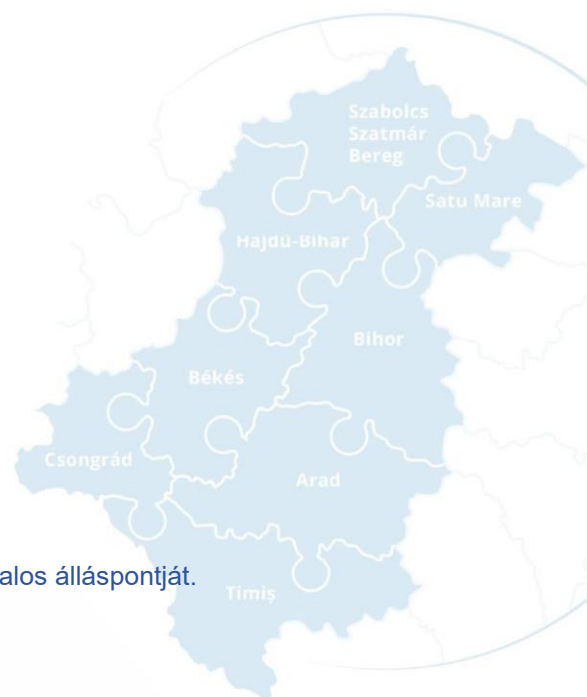 Szabolcs
Szatmár
Bereg
Satu Mare
Hajdú-Bihar
Bihor
Békés
Csongrád
Arad
alos álláspontját.
Timiș